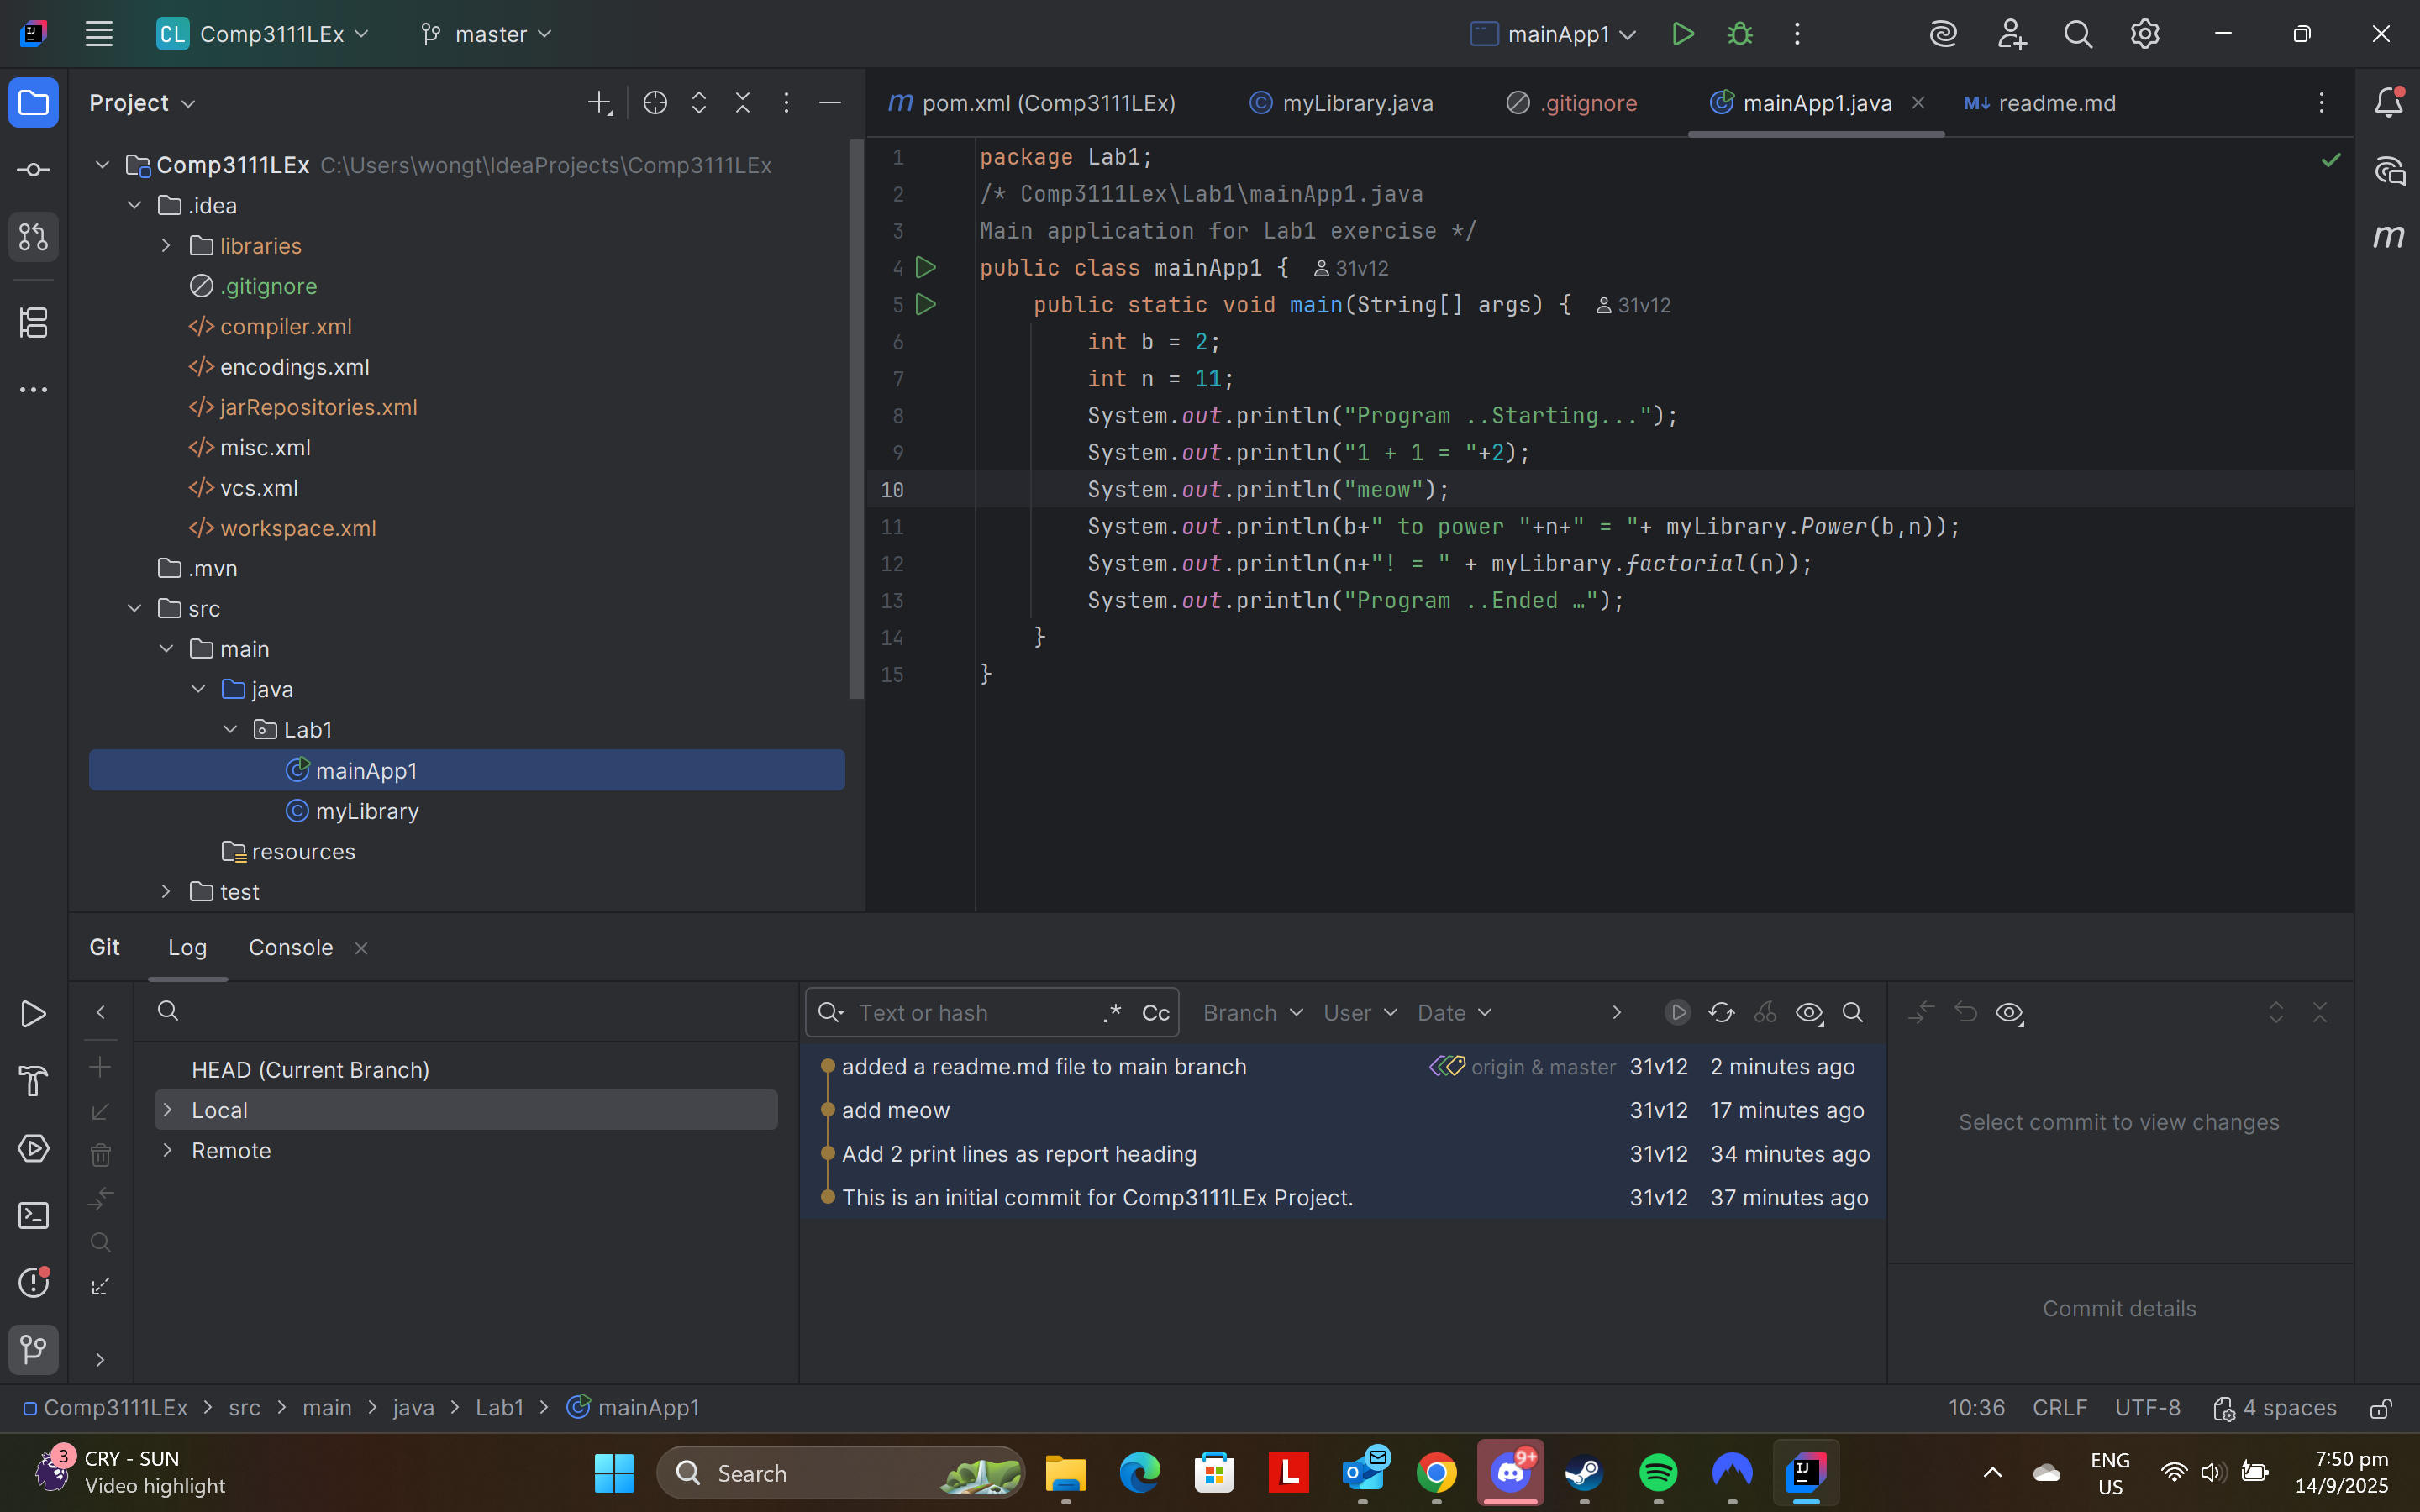 CL Comp3111LEx master mainApp1
Project
Comp3111LEx C:\Users\wongt\IdeaProjects\Comp3111LEx
.idea
libraries
.gitignore
compiler.xml
encodings.xml
jarRepositories.xml
misc.xml
vcs.xml
workspace.xml
.mvn
src
main
java
Lab1
mainApp1
myLibrary
resources
test
m pom.xml (Comp3111LEx) myLibrary.java .gitignore mainApp1.java readme.md
1 package Lab1;
2 /* Comp3111Lex\Lab1\mainApp1.java
3 Main application for Lab1 exercise */
4 public class mainApp1 { 31v12
5 public static void main(String[] args) { 31v12
6 int b = 2;
7 int n = 11;
8 System.out.println("Program ..Starting...");
9 System.out.println("1 + 1 = "+2);
10 System.out.println("meow");
11 System.out.println(b+" to power "+n+" = "+ myLibrary.Power(b,n));
12 System.out.println(n+"! = " + myLibrary.factorial(n));
13 System.out.println("Program ..Ended …");
14 }
15 }
Git Log Console
HEAD (Current Branch)
Local
Remote
Text or hash .* Cc Branch User Date
added a readme.md file to main branch origin & master 31v12 2 minutes ago
add meow 31v12 17 minutes ago
Add 2 print lines as report heading 31v12 34 minutes ago
This is an initial commit for Comp3111LEx Project. 31v12 37 minutes ago
Select commit to view changes
Commit details
Comp3111LEx > src > main > java > Lab1 > mainApp1
10:36 CRLF UTF-8 4 spaces
3 CRY - SUN
Video highlight
Search
L
9+
IJ
ENG
US
7:50 pm
14/9/2025